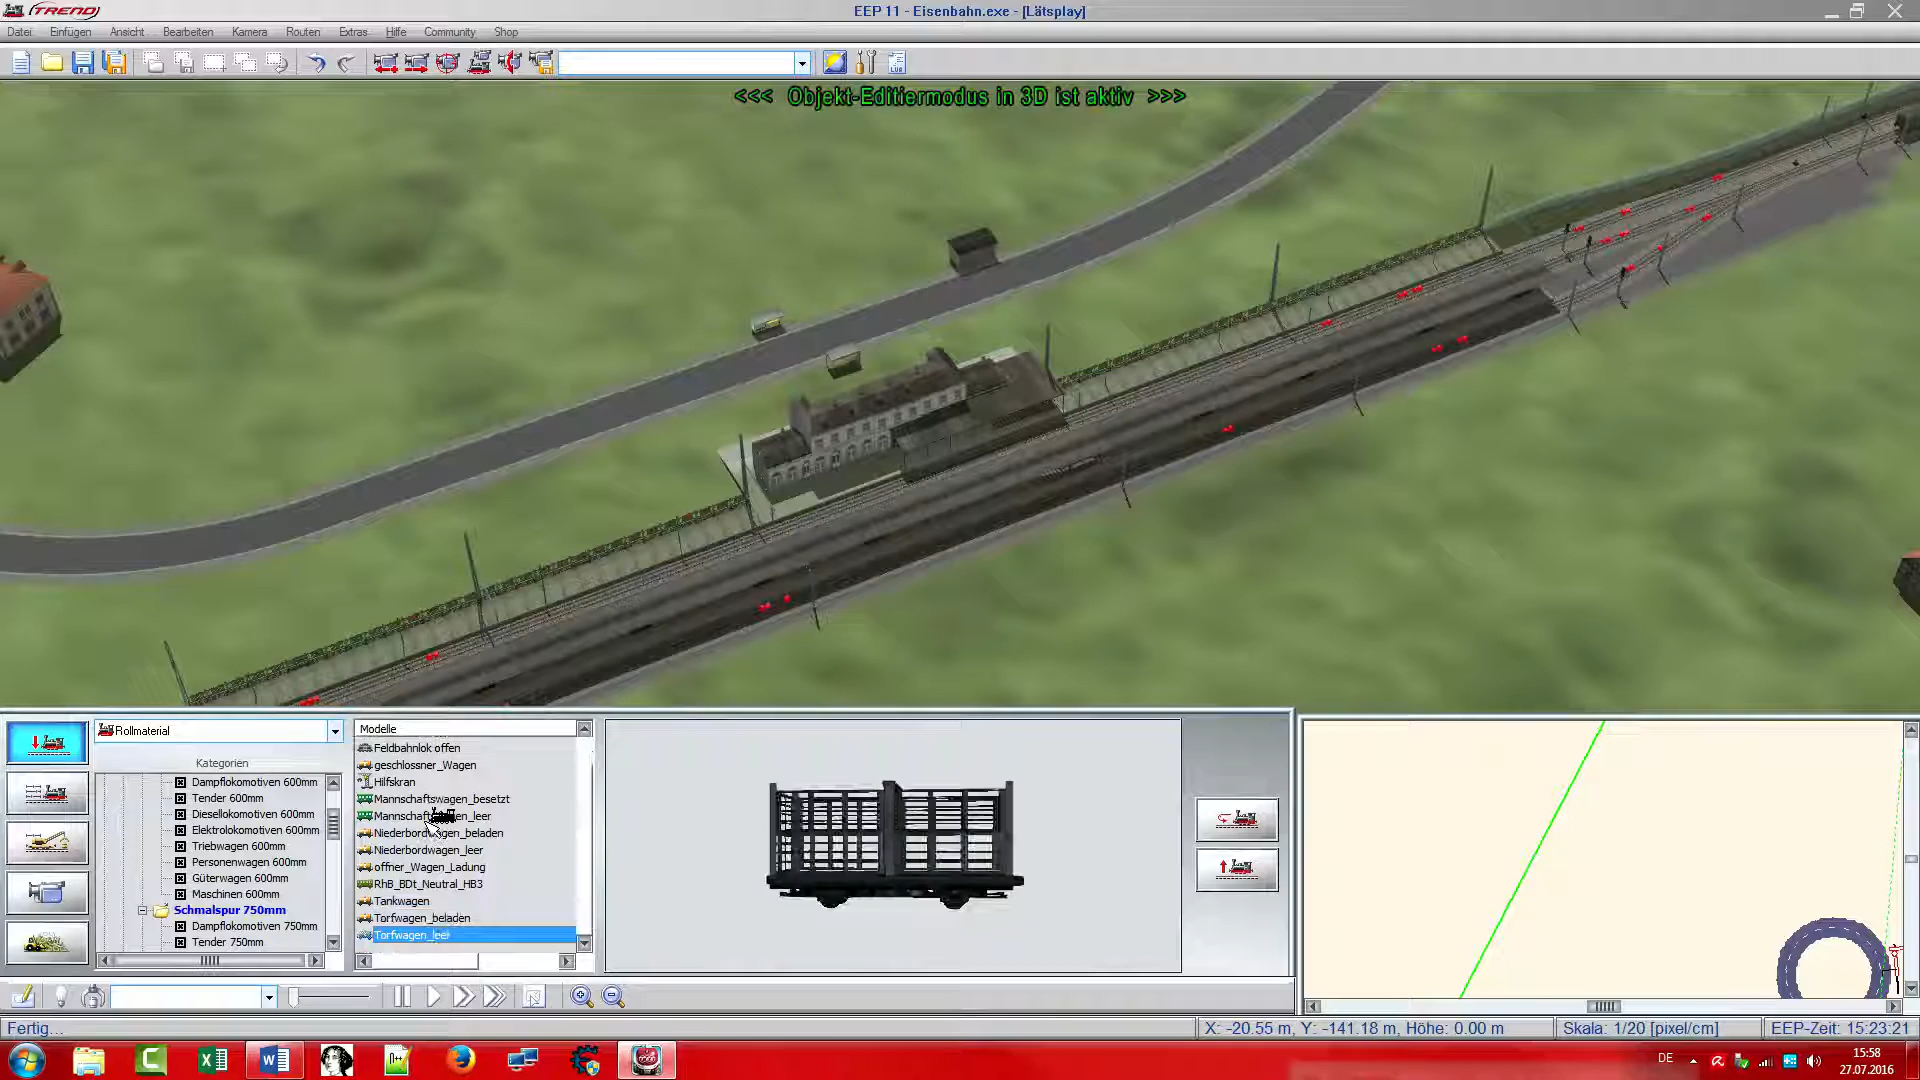 TREND
EEP 11 - Eisenbahn.exe - [Lätsplay]
Datei Einfügen Ansicht Bearbeiten Kamera Routen Extras Hilfe Community Shop
<<< Objekt-Editiermodus in 3D ist aktiv >>>
Rollmaterial
Kategorien
Dampflokomotiven 600mm
Tender 600mm
Diesellokomotiven 600mm
Elektrolokomotiven 600mm
Triebwagen 600mm
Personenwagen 600mm
Güterwagen 600mm
Maschinen 600mm
Schmalspur 750mm
Dampflokomotiven 750mm
Tender 750mm
Modelle
Feldbahnlok offen
geschlossner_Wagen
Hilfskran
Mannschaftswagen_besetzt
Niederbordwagen_beladen
Niederbordwagen_leer
offner_Wagen_Ladung
RhB_BDt_Neutral_HB3
Tankwagen
Torfwagen_beladen
Torfwagen_leer
Fertig...
X: -20.55 m, Y: -141.18 m, Höhe: 0.00 m
Skala: 1/20 [pixel/cm]
EEP-Zeit: 15:23:21
DE
15:58
27.07.2016